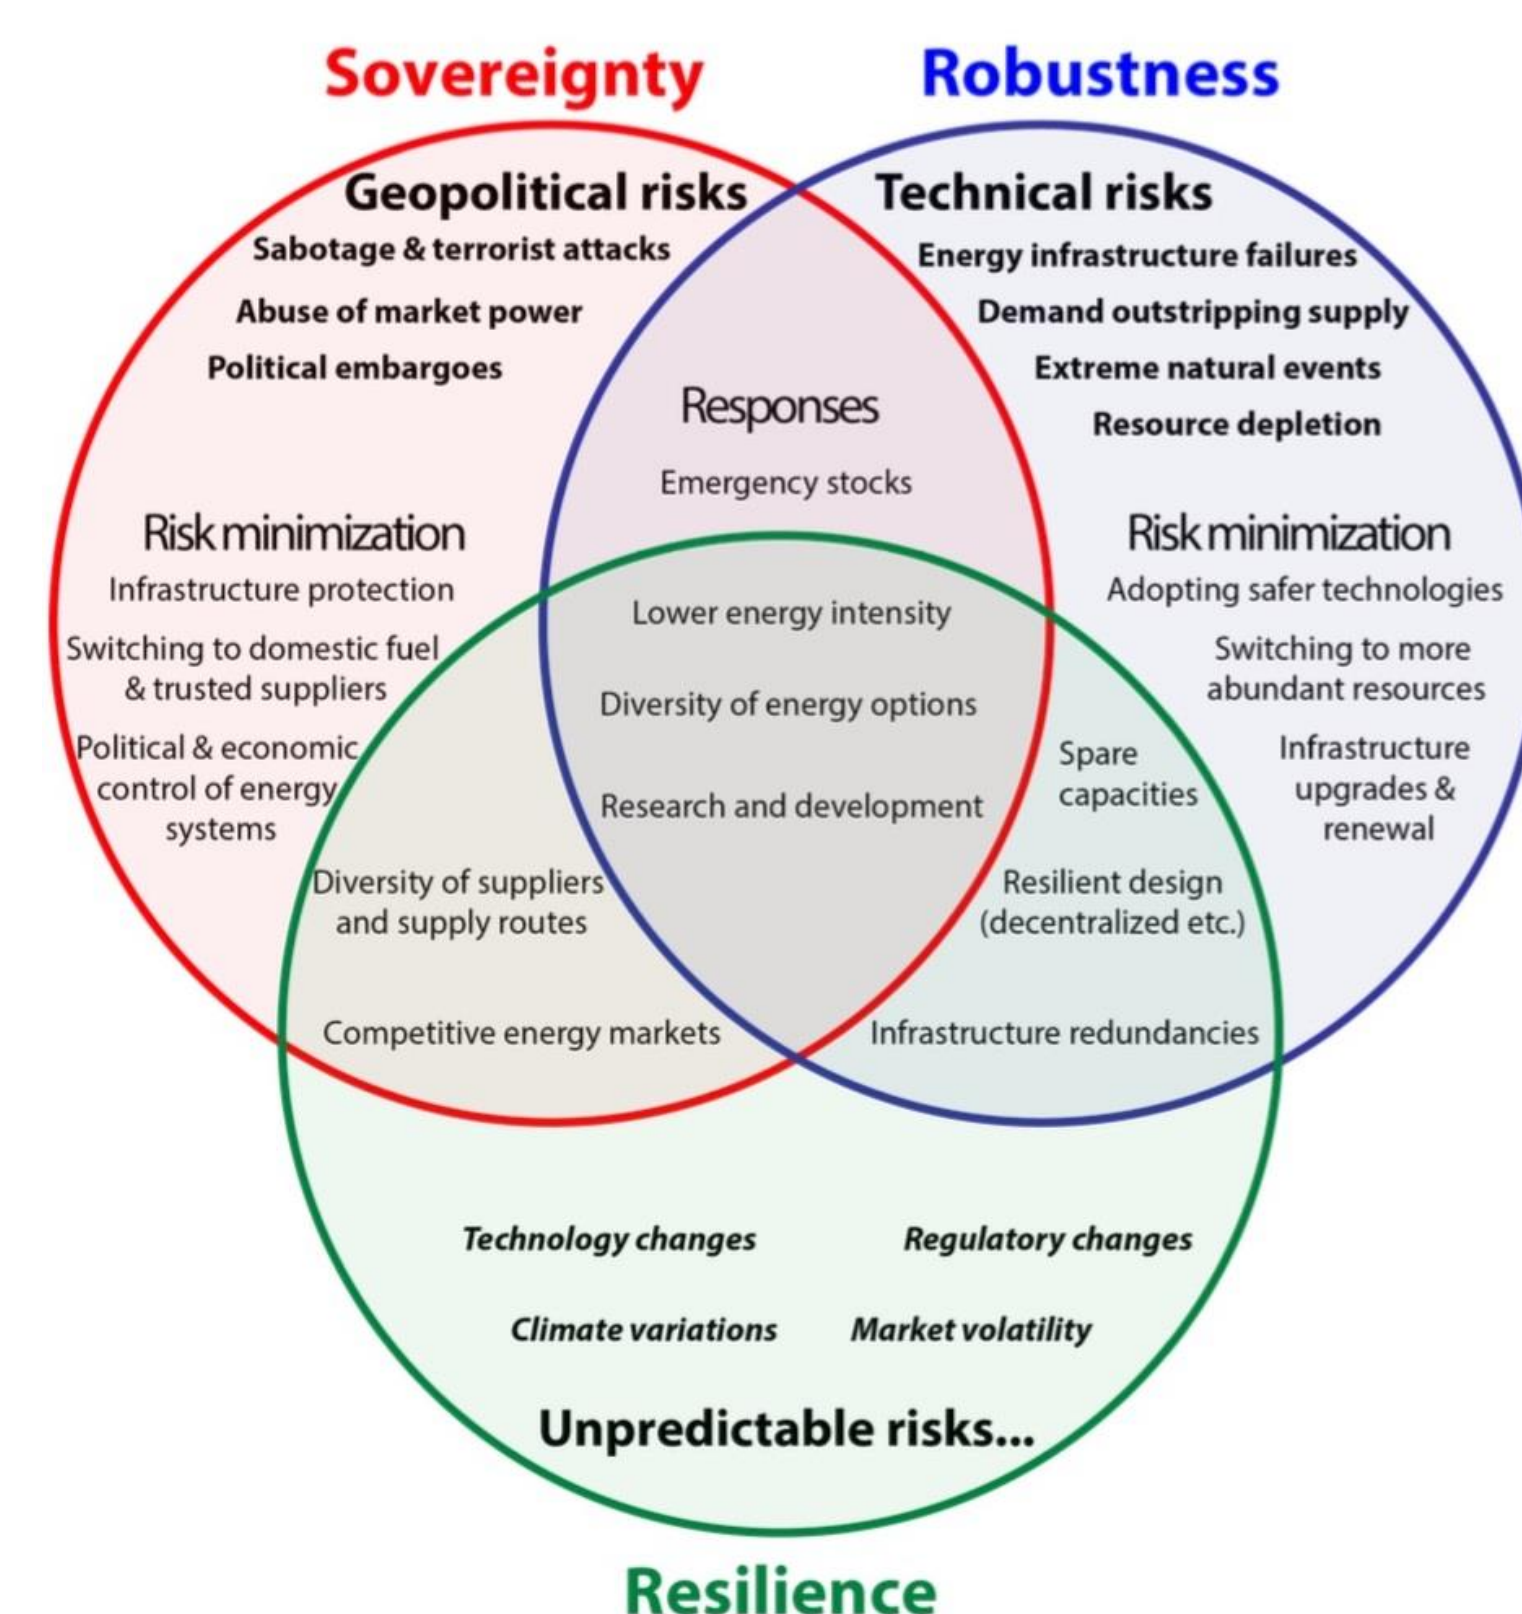 Sovereignty
Robustness
Geopolitical risks
Sabotage & terrorist attacks
Abuse of market power
Political embargoes
Technical risks
Energy infrastructure failures
Demand outstripping supply
Extreme natural events
Resource depletion
Responses
Emergency stocks
Risk minimization
Infrastructure protection
Switching to domestic fuel
& trusted suppliers
Political & economic
control of energy
systems
Risk minimization
Adopting safer technologies
Switching to more
abundant resources
Infrastructure
upgrades &
renewal
Lower energy intensity
Diversity of energy options
Research and development
Spare
capacities
Diversity of suppliers
and supply routes
Resilient design
(decentralized etc.)
Competitive energy markets
Infrastructure redundancies
Technology changes
Regulatory changes
Climate variations
Market volatility
Unpredictable risks...
Resilience